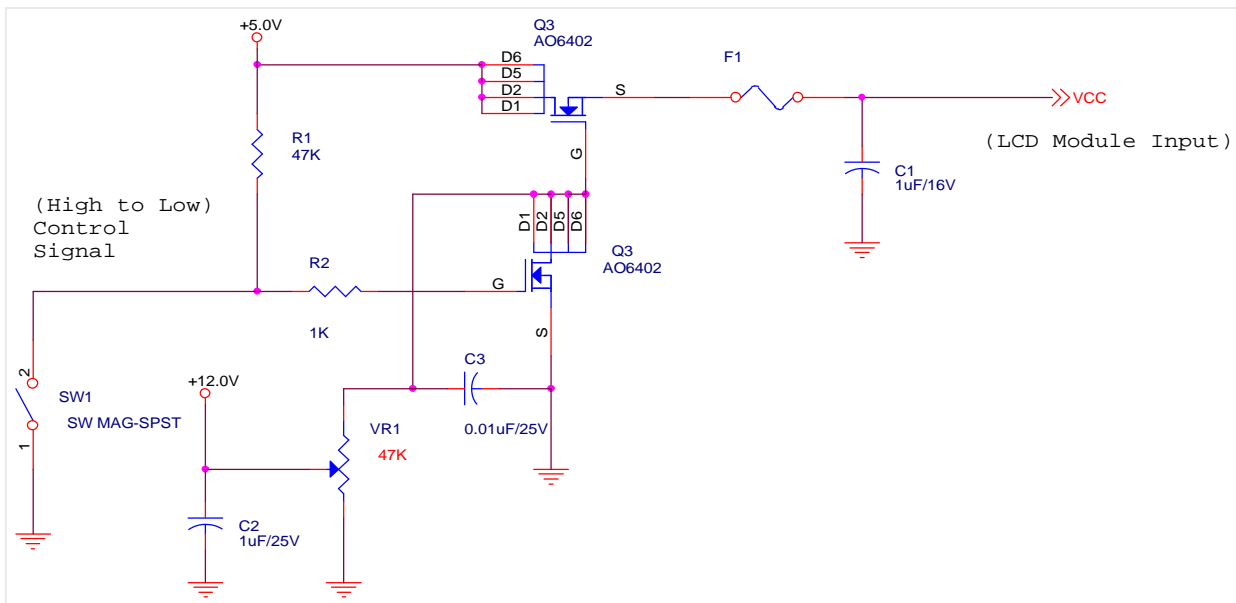 +5.0V
Q3
AO6402
F1
D6
D5
D2
D1
S
VCC
R1
47K
(LCD Module Input)
G
C1
1uF/16V
(High to Low)
Control
Signal
D1
D2
D5
D6
Q3
AO6402
R2
G
1K
S
C3
+12.0V
2
SW1
SW MAG-SPST
1
VR1
47K
0.01uF/25V
C2
1uF/25V